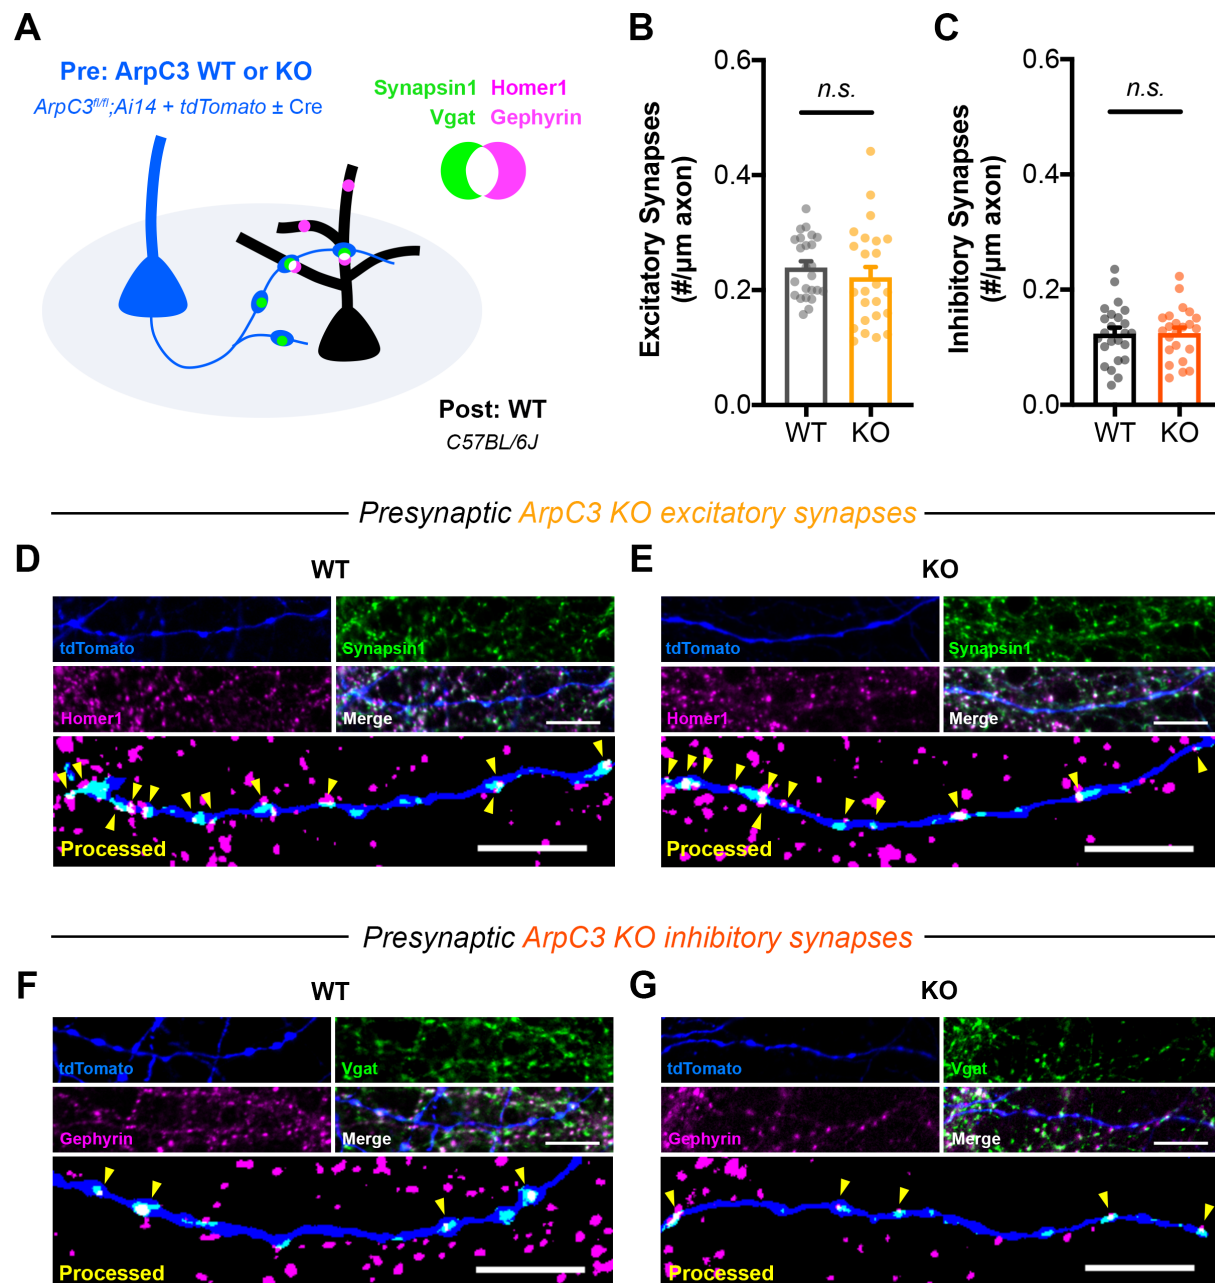 A
Pre: ArpC3 WT or KO
ArpC3fl/fl;Ai14 + tdTomato ± Cre
Synapsin1 Homer1
Vgat Gephyrin
Post: WT
C57BL/6J
B
Excitatory Synapses
(#/µm axon)
0.6
0.4
0.2
0.0
n.s.
WT KO
C
Inhibitory Synapses
(#/µm axon)
0.6
0.4
0.2
0.0
n.s.
WT KO
Presynaptic ArpC3 KO excitatory synapses
D
WT
tdTomato
Synapsin1
Homer1
Merge
Processed
E
KO
tdTomato
Synapsin1
Homer1
Merge
Processed
Presynaptic ArpC3 KO inhibitory synapses
F
WT
tdTomato
Vgat
Gephyrin
Merge
Processed
G
KO
tdTomato
Vgat
Gephyrin
Merge
Processed